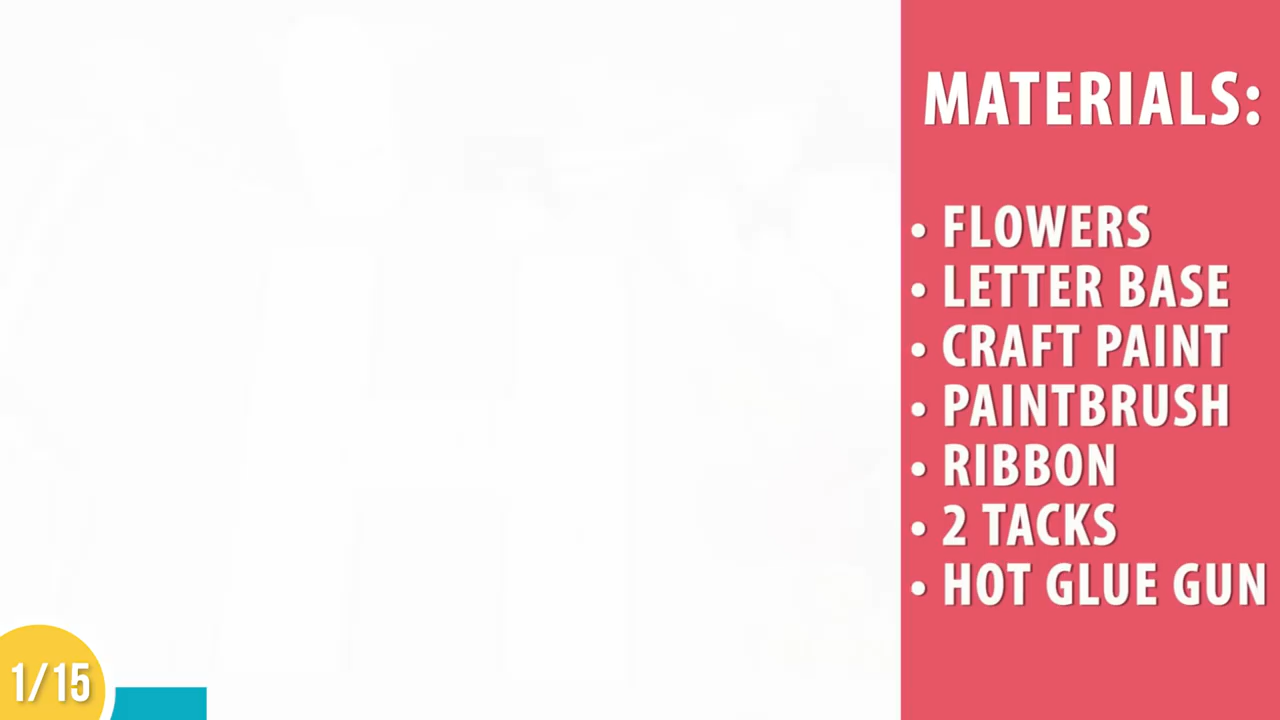 MATERIALS:
• FLOWERS
• LETTER BASE
• CRAFT PAINT
• PAINTBRUSH
• RIBBON
• 2 TACKS
• HOT GLUE GUN
1/15